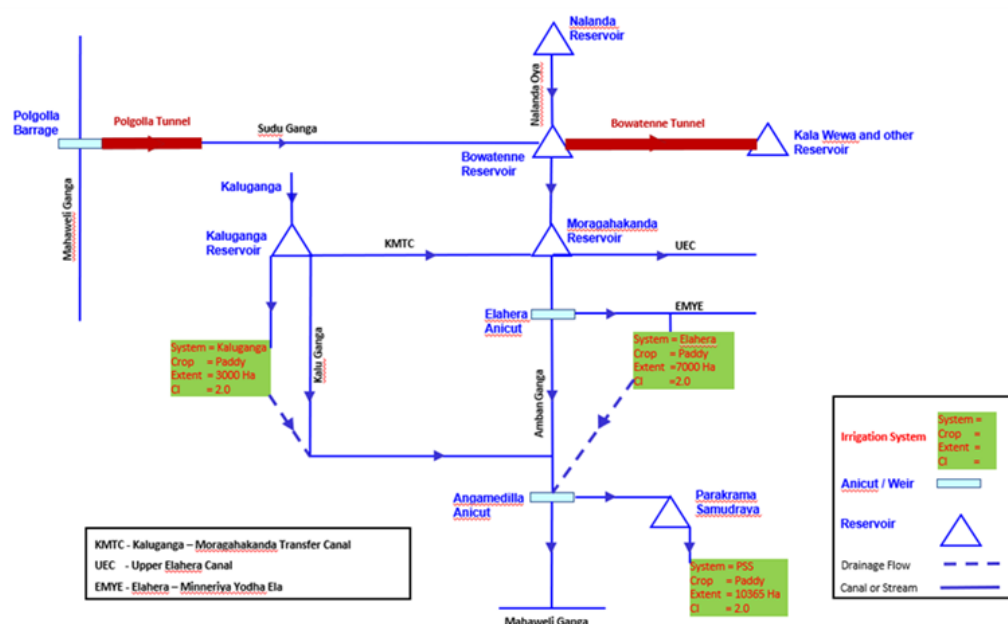 Nalanda
Reservoir
Nalanda Oya
Polgolla
Barrage
Polgolla Tunnel
Sudu Ganga
Bowatenne Tunnel
Kala Wewa and other
Reservoir
Bowatenne
Reservoir
Mahaweli Ganga
Kaluganga
Kaluganga
Reservoir
KMTC
Moragahakanda
Reservoir
UEC
Elahera
Anicut
EMYE
System = Kaluganga
Crop = Paddy
Extent = 3000 Ha
CI = 2.0
Kalu Ganga
System = Elahera
Crop = Paddy
Extent =7000 Ha
CI =2.0
Amban Ganga
Angamedilla
Anicut
Parakrama
Samudraya
System = PSS
Crop = Paddy
Extent = 10365 Ha
CI = 2.0
Mahaweli Ganga
KMTC - Kaluganga – Moragahakanda Transfer Canal
UEC - Upper Elahera Canal
EMYE - Elahera – Minneriya Yodha Ela
Irrigation System
System =
Crop =
Extent =
CI =
Anicut / Weir
Reservoir
Drainage Flow
Canal or Stream